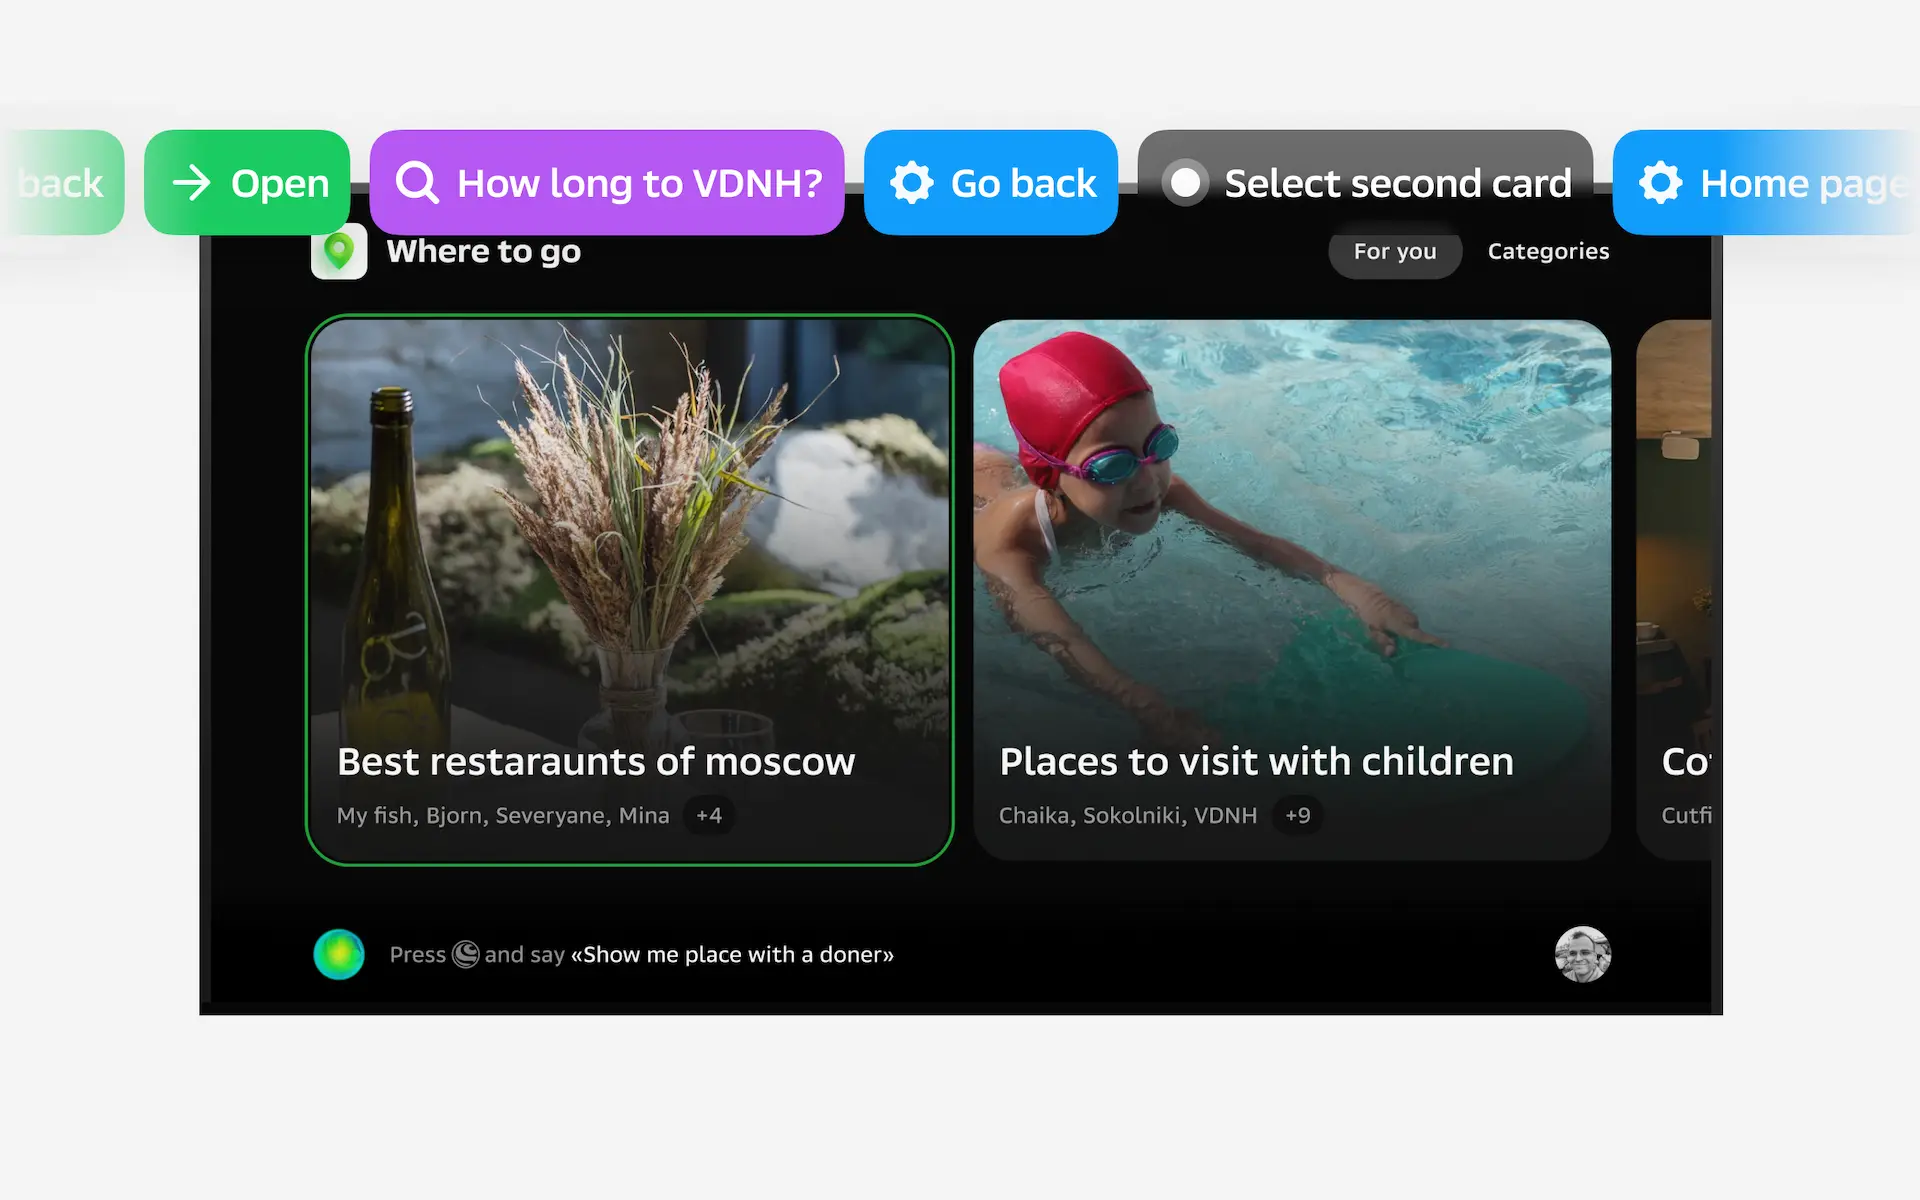 back
Open
How long to VDNH?
Go back
Select second card
Home page
Where to go
For you
Categories
Best restaraunts of moscow
My fish, Bjorn, Severyane, Mina +4
Places to visit with children
Chaika, Sokolniki, VDNH +9
Cutfi
Press and say «Show me place with a doner»